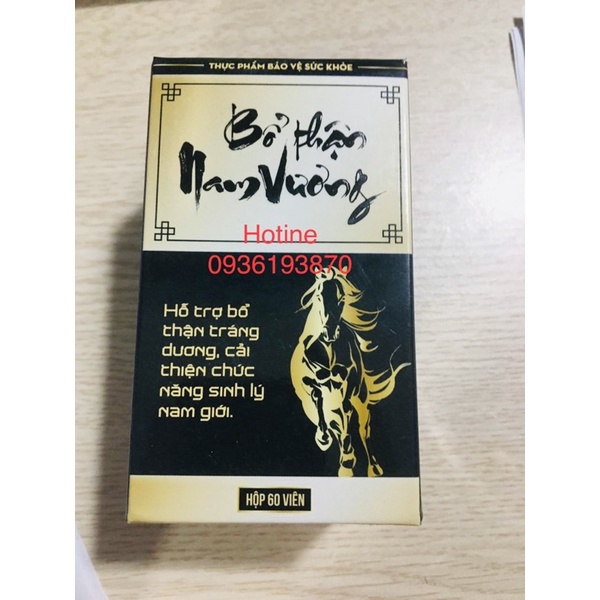 THỰC PHẨM BẢO VỆ SỨC KHỎE
Bổ thận
Nam Vương
Hotine
0936193870
Hỗ trợ bổ
thận tráng
dương, cải
thiện chức
năng sinh lý
nam giới.
HỘP 60 VIÊN